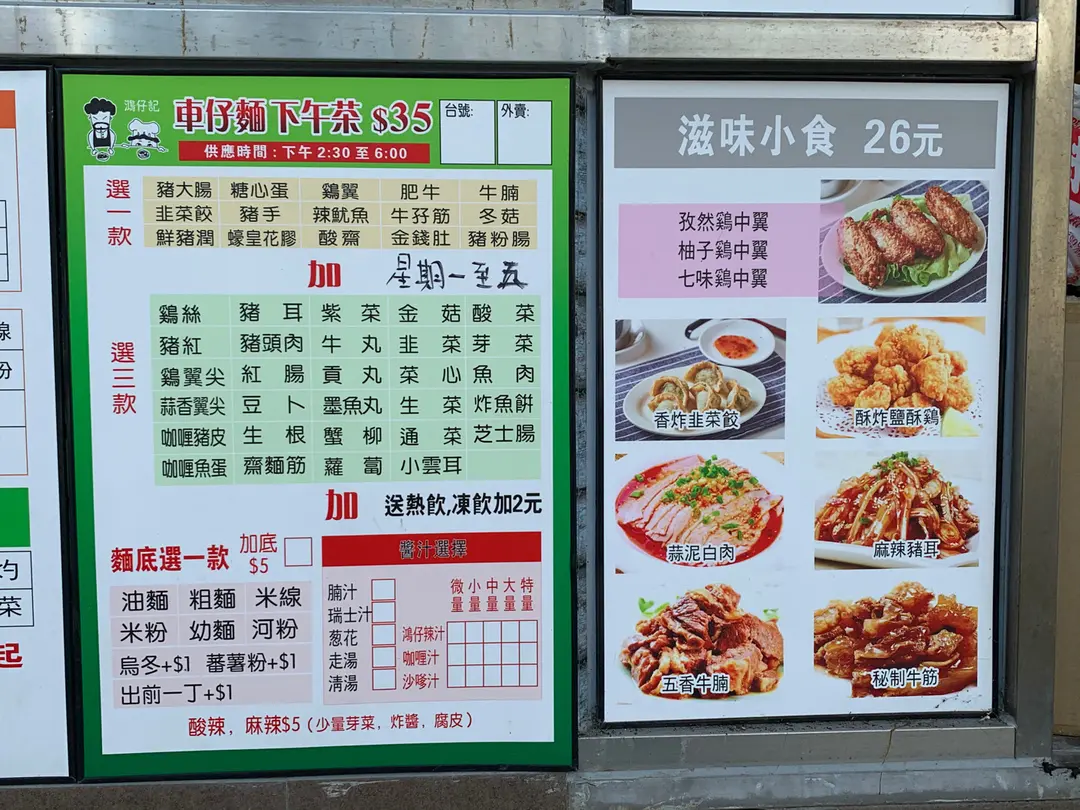 線
份
灼
菜
起
鴻仔記
車仔麵下午茶 $35
供應時間：下午 2:30 至 6:00
台號:
外賣:
選一款
豬大腸 糖心蛋 鷄翼 肥牛 牛腩
韭菜餃 豬手 辣魷魚 牛孖筋 冬菇
鮮豬潤 蠔皇花膠 酸齋 金錢肚 豬粉腸
加 星期一至五
選三款
鷄絲 豬耳 紫菜 金菇 酸菜
豬紅 豬頭肉 牛丸 韭菜 芽菜
鷄翼尖 紅腸 貢丸 菜心 魚肉
蒜香翼尖 豆卜 墨魚丸 生菜 炸魚餅
咖喱豬皮 生根 蟹柳 通菜 芝士腸
咖喱魚蛋 齋麵筋 蘿蔔 小雲耳
加 送熱飲,凍飲加2元
麵底選一款 加底 $5
油麵 粗麵 米線
米粉 幼麵 河粉
烏冬+$1 蕃薯粉+$1
出前一丁+$1
醬汁選擇
腩汁
瑞士汁
葱花
走湯
清湯
微量 小量 中量 大量 特量
鴻仔辣汁
咖喱汁
沙嗲汁
酸辣，麻辣$5（少量芽菜，炸醬，腐皮）
滋味小食 26元
孜然鷄中翼
柚子鷄中翼
七味鷄中翼
香炸韭菜餃
酥炸鹽酥鷄
蒜泥白肉
麻辣豬耳
五香牛腩
秘制牛筋